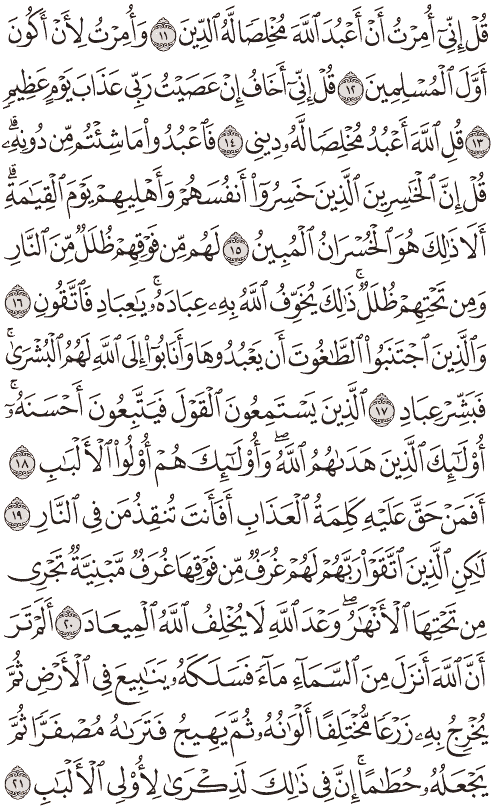 قُلْ إِنِّىٓ أُمِرْتُ أَنْ أَعْبُدَ ٱللَّهَ مُخْلِصًا لَّهُ ٱلدِّينَ ١١ وَأُمِرْتُ لِأَنْ أَكُونَ
أَوَّلَ ٱلْمُسْلِمِينَ ١٢ قُلْ إِنِّىٓ أَخَافُ إِنْ عَصَيْتُ رَبِّى عَذَابَ يَوْمٍ عَظِيمٍ
١٣ قُلِ ٱللَّهَ أَعْبُدُ مُخْلِصًا لَّهُۥ دِينِى ١٤ فَٱعْبُدُوا۟ مَا شِئْتُم مِّن دُونِهِۦۗ
قُلْ إِنَّ ٱلْخَٰسِرِينَ ٱلَّذِينَ خَسِرُوٓا۟ أَنفُسَهُمْ وَأَهْلِيهِمْ يَوْمَ ٱلْقِيَٰمَةِۗ
أَلَا ذَٰلِكَ هُوَ ٱلْخُسْرَانُ ٱلْمُبِينُ ١٥ لَهُم مِّن فَوْقِهِمْ ظُلَلٌ مِّنَ ٱلنَّارِ
وَمِن تَحْتِهِمْ ظُلَلٌۚ ذَٰلِكَ يُخَوِّفُ ٱللَّهُ بِهِۦ عِبَادَهُۥۚ يَٰعِبَادِ فَٱتَّقُونِ ١٦
وَٱلَّذِينَ ٱجْتَنَبُوا۟ ٱلطَّٰغُوتَ أَن يَعْبُدُوهَا وَأَنَابُوٓا۟ إِلَى ٱللَّهِ لَهُمُ ٱلْبُشْرَىٰۚ
فَبَشِّرْ عِبَادِ ١٧ ٱلَّذِينَ يَسْتَمِعُونَ ٱلْقَوْلَ فَيَتَّبِعُونَ أَحْسَنَهُۥٓۚ
أُو۟لَٰٓئِكَ ٱلَّذِينَ هَدَىٰهُمُ ٱللَّهُۖ وَأُو۟لَٰٓئِكَ هُمْ أُو۟لُوا۟ ٱلْأَلْبَٰبِ ١٨
أَفَمَنْ حَقَّ عَلَيْهِ كَلِمَةُ ٱلْعَذَابِ أَفَأَنتَ تُنقِذُ مَن فِى ٱلنَّارِ ١٩
لَٰكِنِ ٱلَّذِينَ ٱتَّقَوْا۟ رَبَّهُمْ لَهُمْ غُرَفٌ مِّن فَوْقِهَا غُرَفٌ مَّبْنِيَّةٌ تَجْرِى
مِن تَحْتِهَا ٱلْأَنْهَٰرُۖ وَعْدَ ٱللَّهِ لَا يُخْلِفُ ٱللَّهُ ٱلْمِيعَادَ ٢٠ أَلَمْ تَرَ
أَنَّ ٱللَّهَ أَنزَلَ مِنَ ٱلسَّمَآءِ مَآءً فَسَلَكَهُۥ يَنَٰبِيعَ فِى ٱلْأَرْضِ ثُمَّ
يُخْرِجُ بِهِۦ زَرْعًا مُّخْتَلِفًا أَلْوَٰنُهُۥ ثُمَّ يَهِيجُ فَتَرَىٰهُ مُصْفَرًّا ثُمَّ
يَجْعَلُهُۥ حُطَٰمًاۚ إِنَّ فِى ذَٰلِكَ لَذِكْرَىٰ لِأُو۟لِى ٱلْأَلْبَٰبِ ٢١